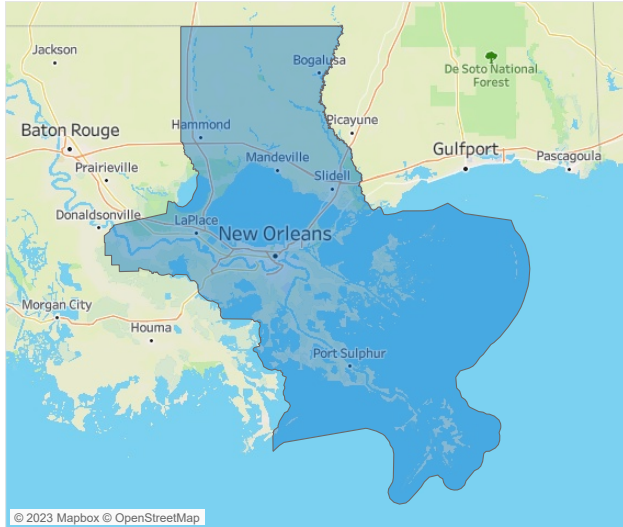 Jackson
Bogalusa
De Soto National
Forest
Hammond
Picayune
Baton Rouge
Gulfport
Mandeville
Pascagoula
Prairieville
Slidell
Donaldsonville
LaPlace
New Orleans
Morgan City
Houma
Port Sulphur
© 2023 Mapbox © OpenStreetMap